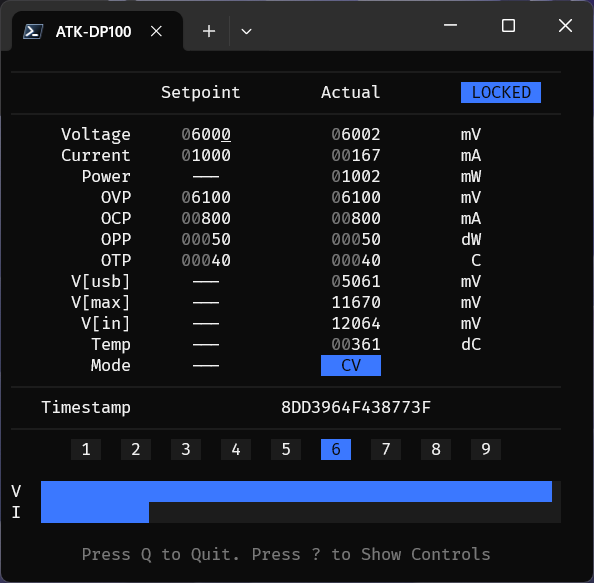 ATK-DP100
Setpoint Actual LOCKED
Voltage 06000 06002 mV
Current 01000 00167 mA
Power --- 01002 mW
OVP 06100 06100 mV
OCP 00800 00800 mA
OPP 00050 00050 dW
OTP 00040 00040 C
V[usb] --- 05061 mV
V[max] --- 11670 mV
V[in] --- 12064 mV
Temp --- 00361 dC
Mode --- CV
Timestamp 8DD3964F438773F
1 2 3 4 5 6 7 8 9
V
I
Press Q to Quit. Press ? to Show Controls